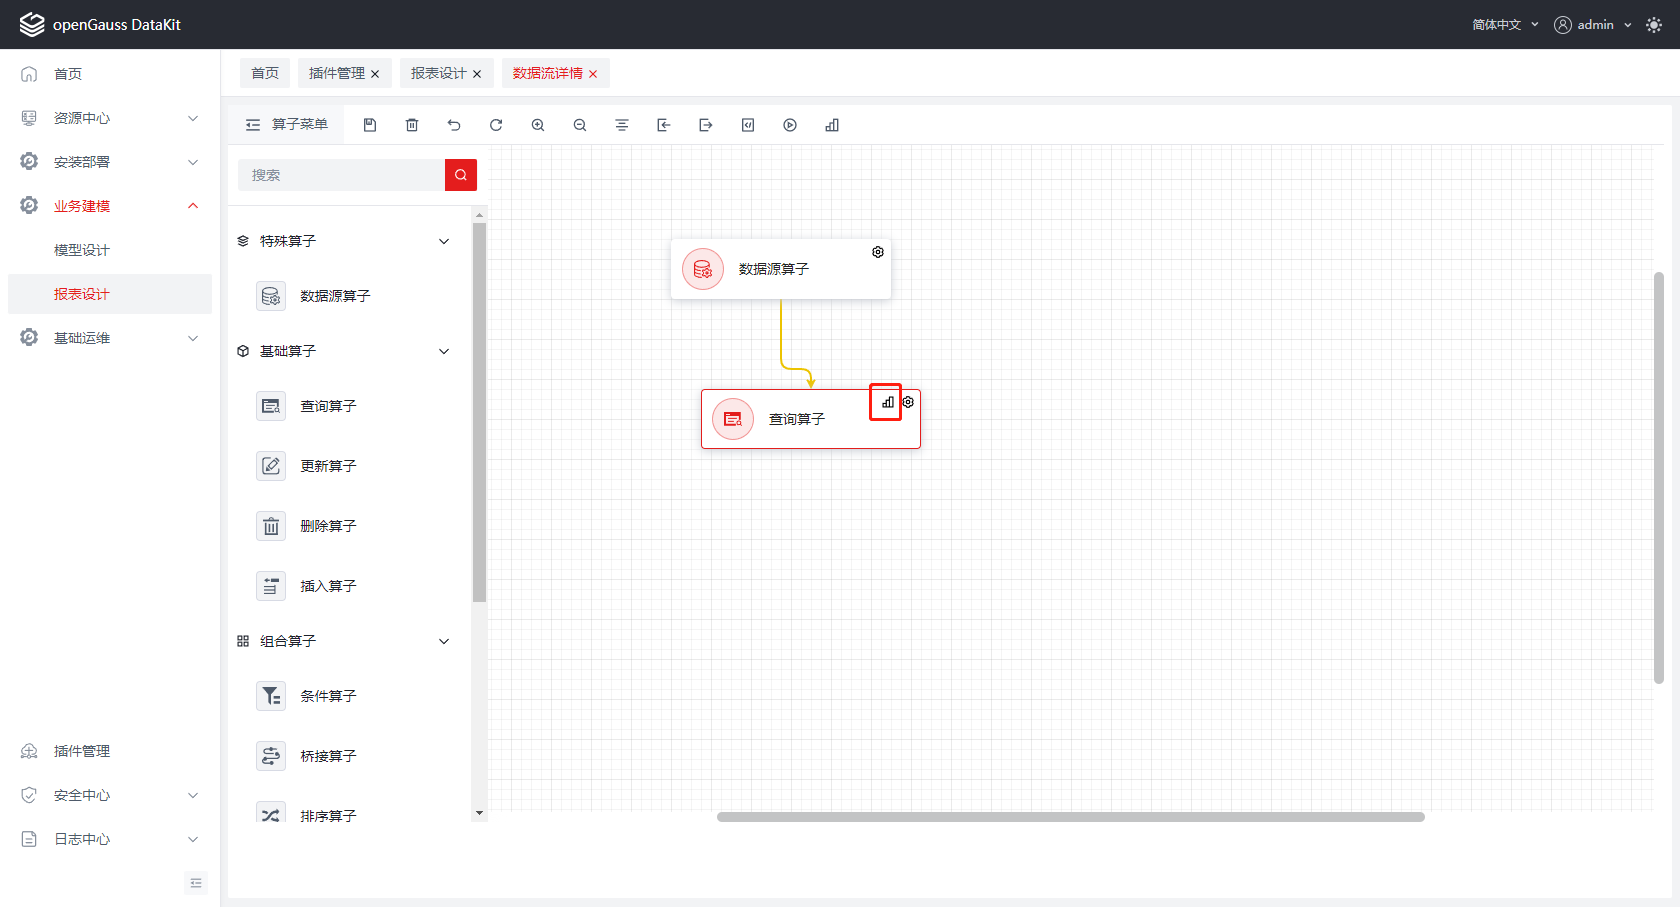 openGauss DataKit
简体中文
admin
首页
资源中心
安装部署
业务建模
模型设计
报表设计
基础运维
插件管理
安全中心
日志中心
首页
插件管理
报表设计
数据流详情
算子菜单
搜索
特殊算子
数据源算子
基础算子
查询算子
更新算子
删除算子
插入算子
组合算子
条件算子
桥接算子
排序算子
数据源算子
查询算子